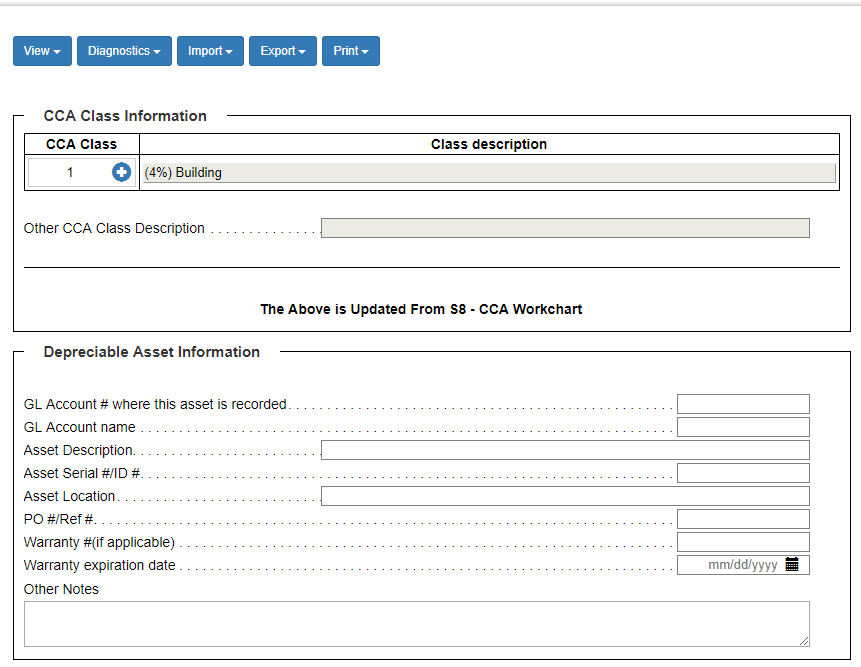 View Diagnostics Import Export Print
CCA Class Information
CCA Class Class description
1 (4%) Building
Other CCA Class Description . . . . . . . . . . . . . . .
The Above is Updated From S8 - CCA Workchart
Depreciable Asset Information
GL Account # where this asset is recorded
GL Account name
Asset Description
Asset Serial #/ID #
Asset Location
PO #/Ref #
Warranty #(if applicable)
Warranty expiration date mm/dd/yyyy
Other Notes